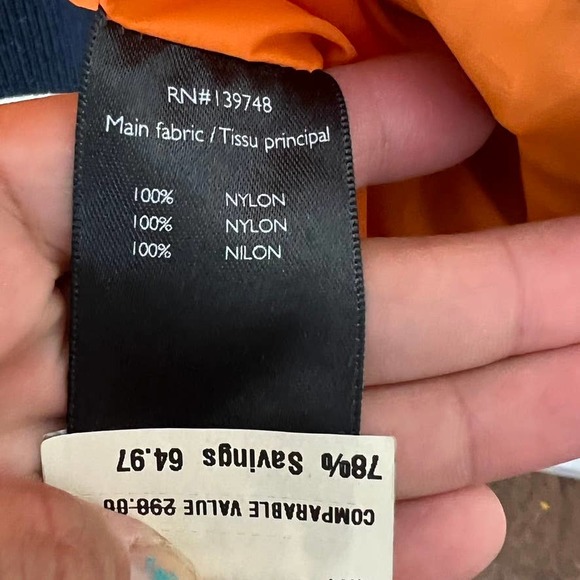 RN#139748
Main fabric / Tissu principal
100% NYLON
100% NYLON
100% NILON
COMPARABLE VALUE 298.00
78% Savings 64.97